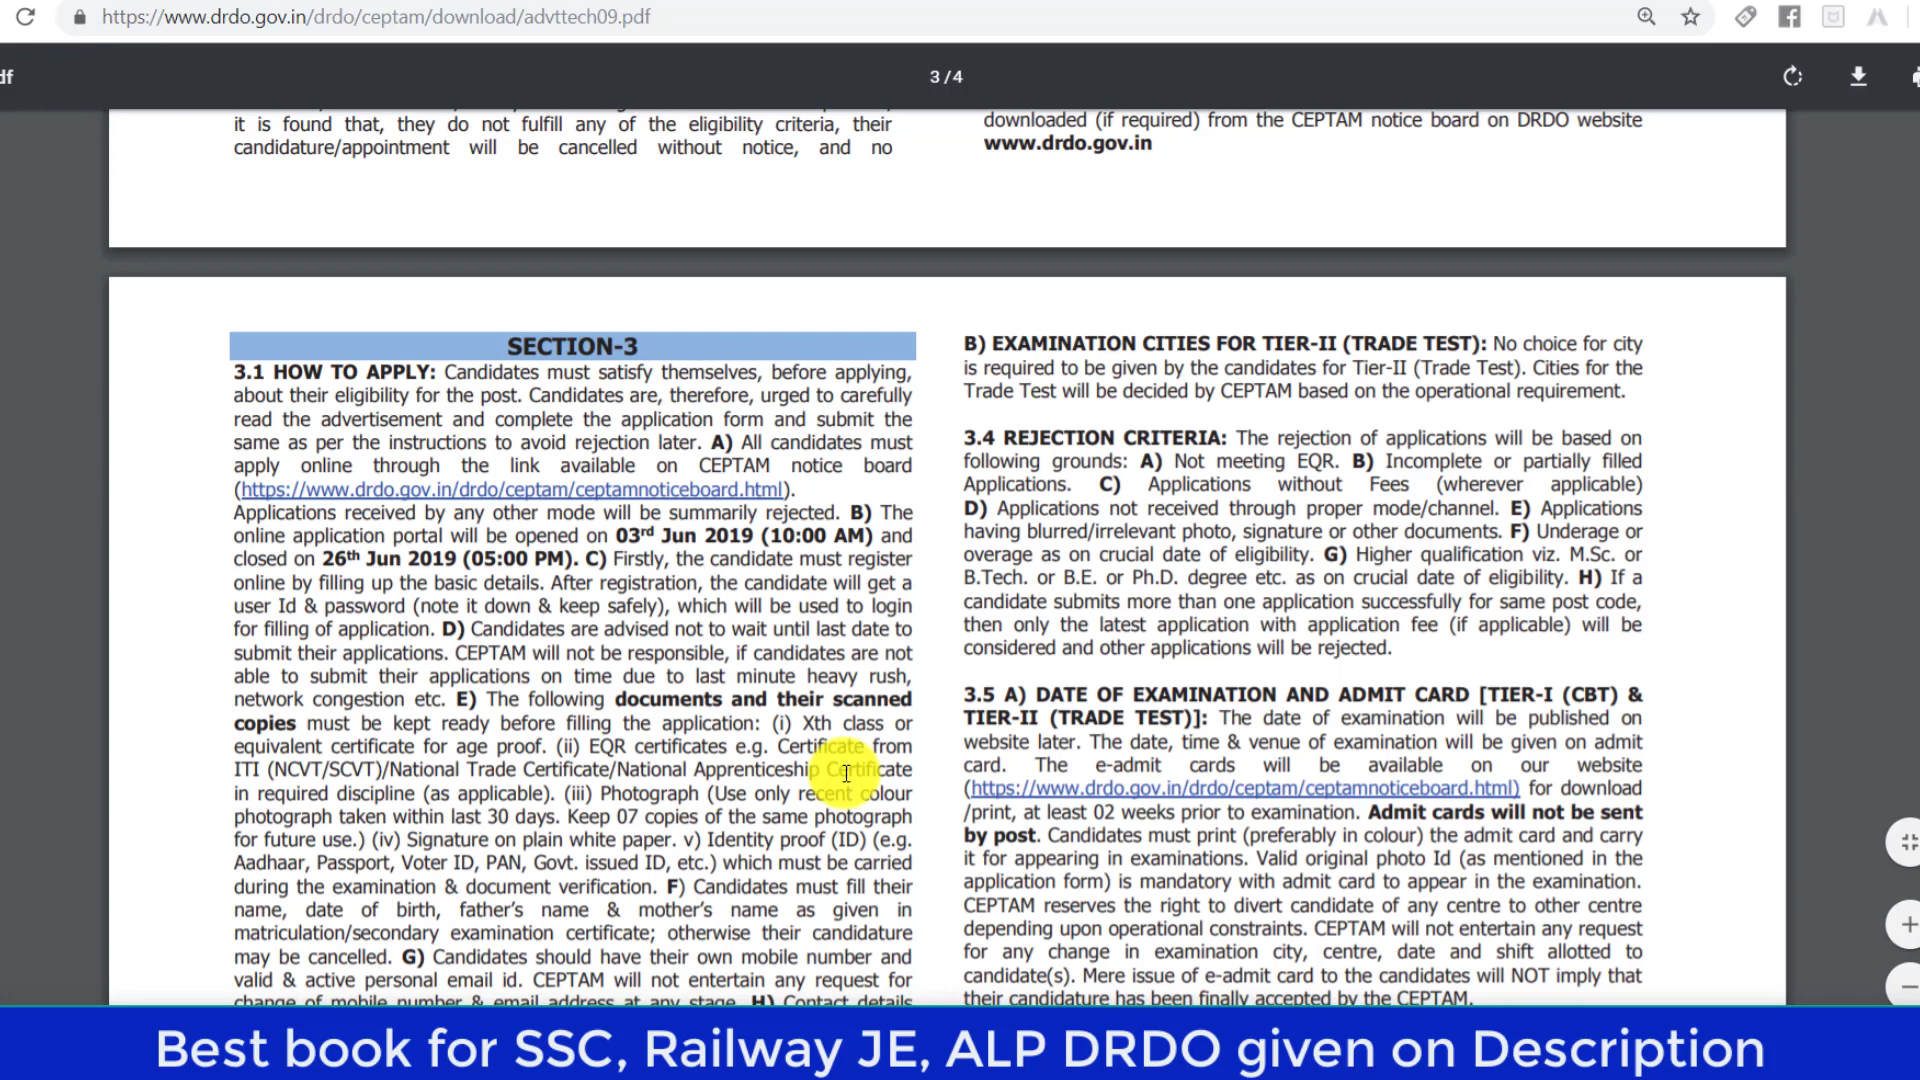 https://www.drdo.gov.in/drdo/ceptam/download/advttech09.pdf
df
3 / 4
it is found that, they do not fulfill any of the eligibility criteria, their
candidature/appointment will be cancelled without notice, and no
downloaded (if required) from the CEPTAM notice board on DRDO website
www.drdo.gov.in
SECTION-3
3.1 HOW TO APPLY: Candidates must satisfy themselves, before applying,
about their eligibility for the post. Candidates are, therefore, urged to carefully
read the advertisement and complete the application form and submit the
same as per the instructions to avoid rejection later. A) All candidates must
apply online through the link available on CEPTAM notice board
(https://www.drdo.gov.in/drdo/ceptam/ceptamnoticeboard.html).
Applications received by any other mode will be summarily rejected. B) The
online application portal will be opened on 03rd Jun 2019 (10:00 AM) and
closed on 26th Jun 2019 (05:00 PM). C) Firstly, the candidate must register
online by filling up the basic details. After registration, the candidate will get a
user Id & password (note it down & keep safely), which will be used to login
for filling of application. D) Candidates are advised not to wait until last date to
submit their applications. CEPTAM will not be responsible, if candidates are not
able to submit their applications on time due to last minute heavy rush,
network congestion etc. E) The following documents and their scanned
copies must be kept ready before filling the application: (i) Xth class or
equivalent certificate for age proof. (ii) EQR certificates e.g. Certificate from
ITI (NCVT/SCVT)/National Trade Certificate/National Apprenticeship Certificate
in required discipline (as applicable). (iii) Photograph (Use only recent colour
photograph taken within last 30 days. Keep 07 copies of the same photograph
for future use.) (iv) Signature on plain white paper. v) Identity proof (ID) (e.g.
Aadhaar, Passport, Voter ID, PAN, Govt. issued ID, etc.) which must be carried
during the examination & document verification. F) Candidates must fill their
name, date of birth, father's name & mother's name as given in
matriculation/secondary examination certificate; otherwise their candidature
may be cancelled. G) Candidates should have their own mobile number and
valid & active personal email id. CEPTAM will not entertain any request for
change of mobile number & email address at any stage. H) Contact details
B) EXAMINATION CITIES FOR TIER-II (TRADE TEST): No choice for city
is required to be given by the candidates for Tier-II (Trade Test). Cities for the
Trade Test will be decided by CEPTAM based on the operational requirement.
3.4 REJECTION CRITERIA: The rejection of applications will be based on
following grounds: A) Not meeting EQR. B) Incomplete or partially filled
Applications. C) Applications without Fees (wherever applicable)
D) Applications not received through proper mode/channel. E) Applications
having blurred/irrelevant photo, signature or other documents. F) Underage or
overage as on crucial date of eligibility. G) Higher qualification viz. M.Sc. or
B.Tech. or B.E. or Ph.D. degree etc. as on crucial date of eligibility. H) If a
candidate submits more than one application successfully for same post code,
then only the latest application with application fee (if applicable) will be
considered and other applications will be rejected.
3.5 A) DATE OF EXAMINATION AND ADMIT CARD [TIER-I (CBT) &
TIER-II (TRADE TEST)]: The date of examination will be published on
website later. The date, time & venue of examination will be given on admit
card. The e-admit cards will be available on our website
(https://www.drdo.gov.in/drdo/ceptam/ceptamnoticeboard.html) for download
/print, at least 02 weeks prior to examination. Admit cards will not be sent
by post. Candidates must print (preferably in colour) the admit card and carry
it for appearing in examinations. Valid original photo Id (as mentioned in the
application form) is mandatory with admit card to appear in the examination.
CEPTAM reserves the right to divert candidate of any centre to other centre
depending upon operational constraints. CEPTAM will not entertain any request
for any change in examination city, centre, date and shift allotted to
candidate(s). Mere issue of e-admit card to the candidates will NOT imply that
their candidature has been finally accepted by the CEPTAM.
Best book for SSC, Railway JE, ALP DRDO given on Description